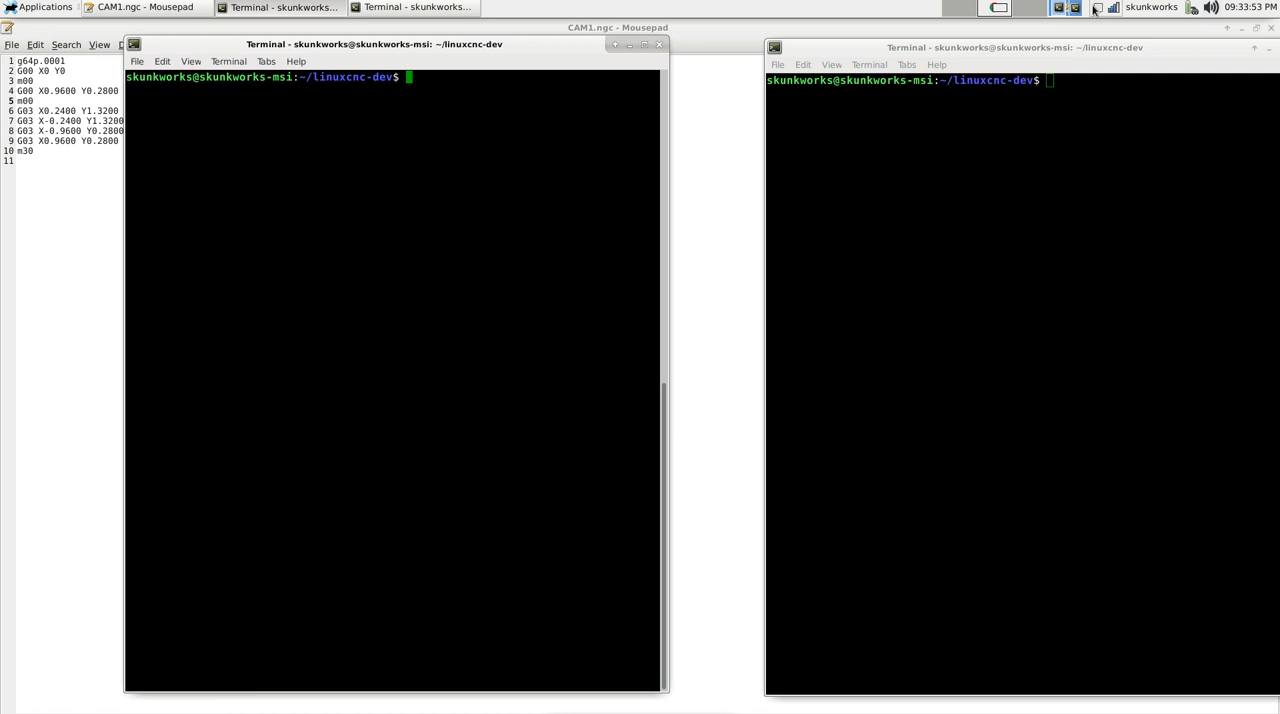 Applications
CAM1.ngc - Mousepad
Terminal - skunkworks...
Terminal - skunkworks...
skunkworks
09:33:53 PM
CAM1.ngc - Mousepad
File Edit Search View D
1 g64p.0001
2 G00 X0 Y0
3 m00
4 G00 X0.9600 Y0.2800
5 m00
6 G03 X0.2400 Y1.3200
7 G03 X-0.2400 Y1.3200
8 G03 X-0.9600 Y0.2800
9 G03 X0.9600 Y0.2800
10 m30
11
Terminal - skunkworks@skunkworks-msi: ~/linuxcnc-dev
File Edit View Terminal Tabs Help
skunkworks@skunkworks-msi:~/linuxcnc-dev$
Terminal - skunkworks@skunkworks-msi: ~/linuxcnc-dev
File Edit View Terminal Tabs Help
skunkworks@skunkworks-msi:~/linuxcnc-dev$